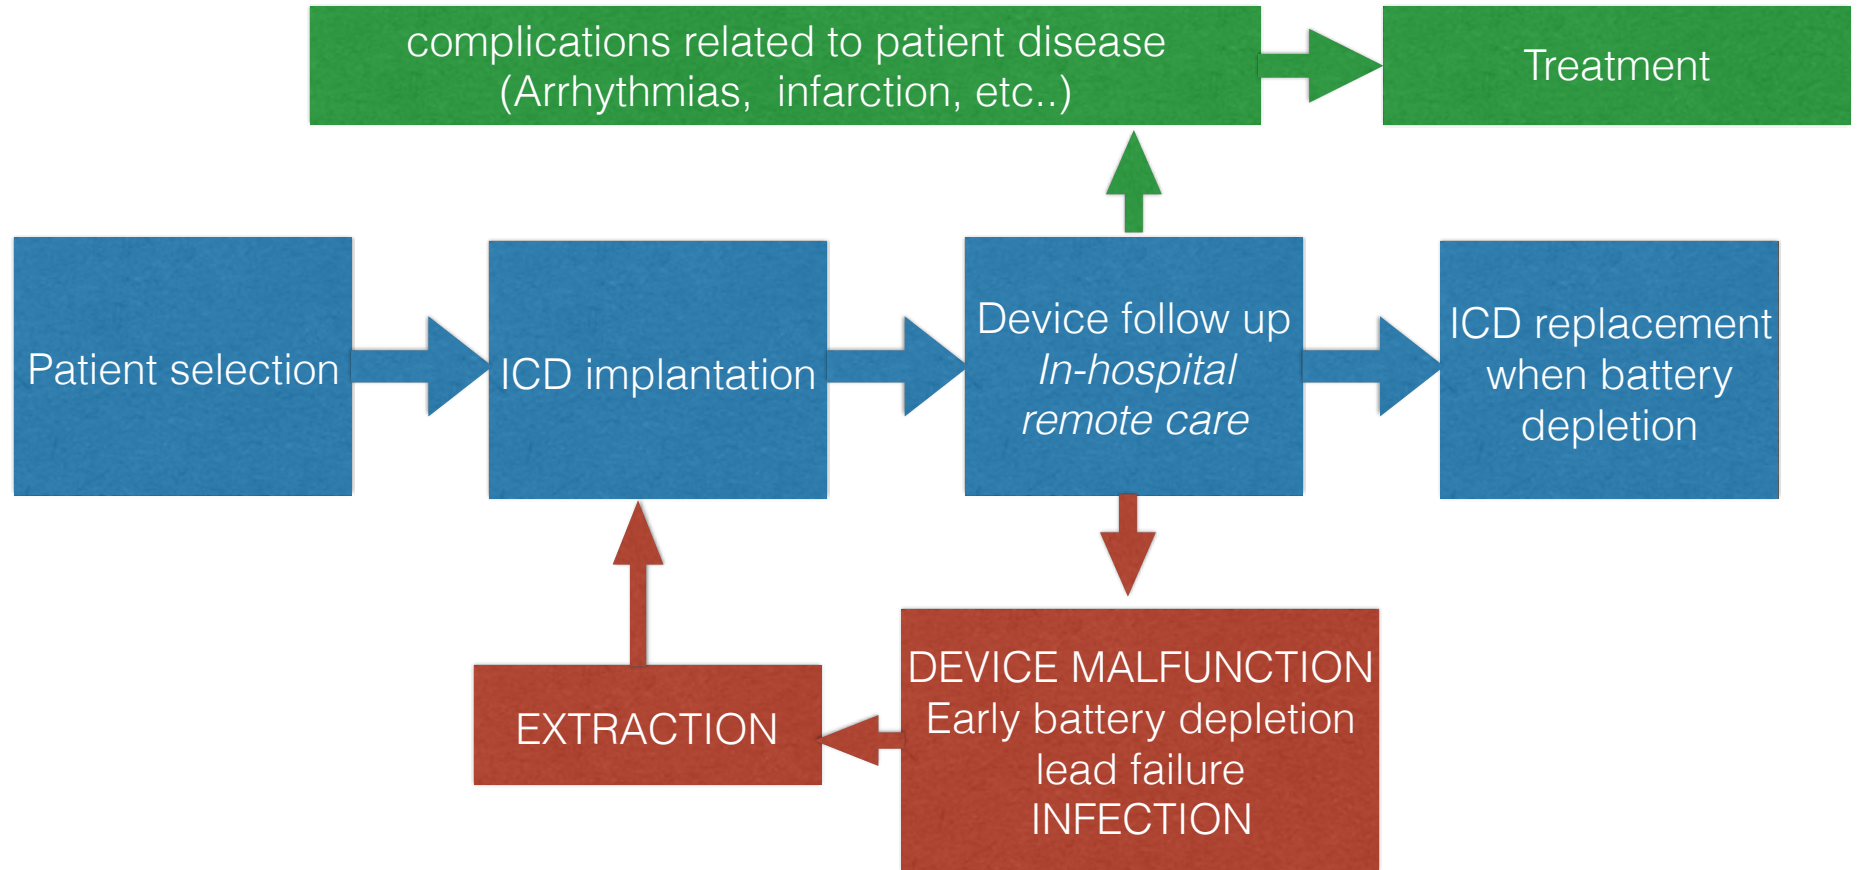 complications related to patient disease
(Arrhythmias, infarction, etc..)
Treatment
Patient selection
ICD implantation
Device follow up
In-hospital
remote care
ICD replacement
when battery
depletion
EXTRACTION
DEVICE MALFUNCTION
Early battery depletion
lead failure
INFECTION